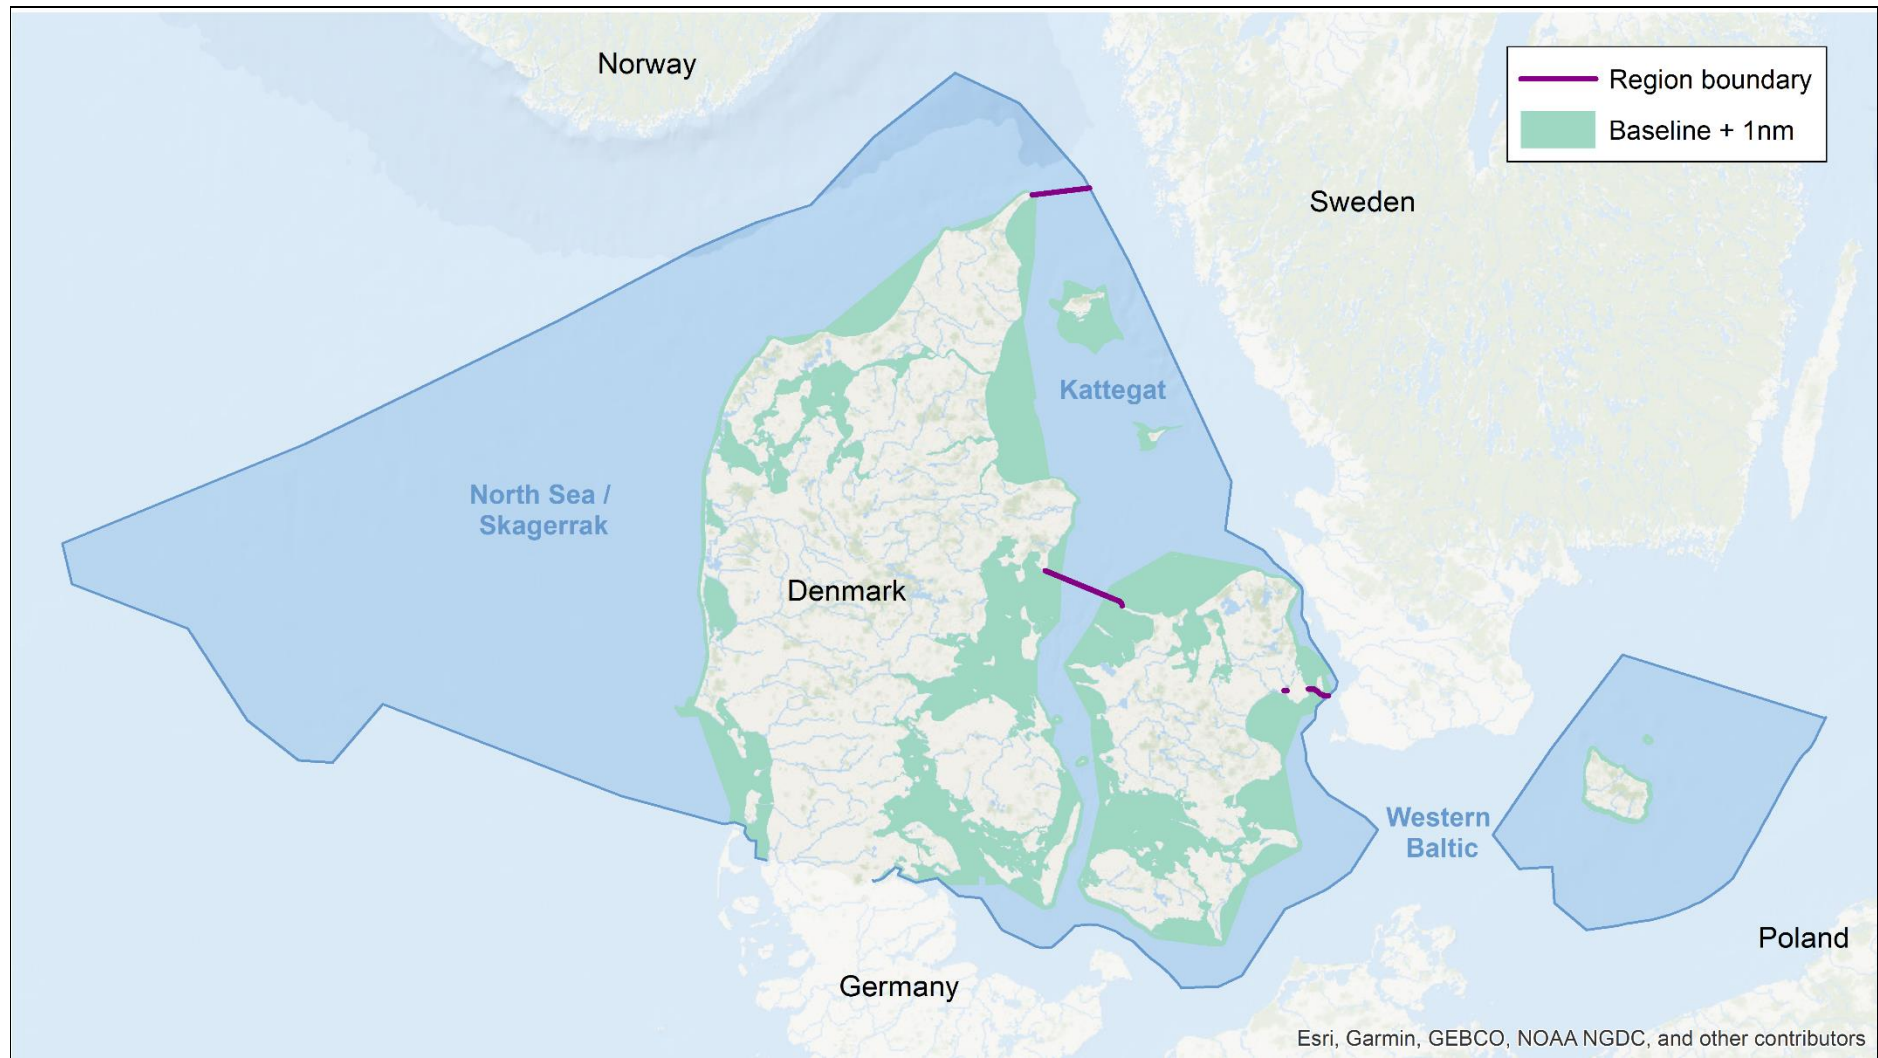 Norway
Region boundary
Baseline + 1nm
Sweden
Kattegat
North Sea /
Skagerrak
Denmark
Western
Baltic
Poland
Germany
Esri, Garmin, GEBCO, NOAA NGDC, and other contributors